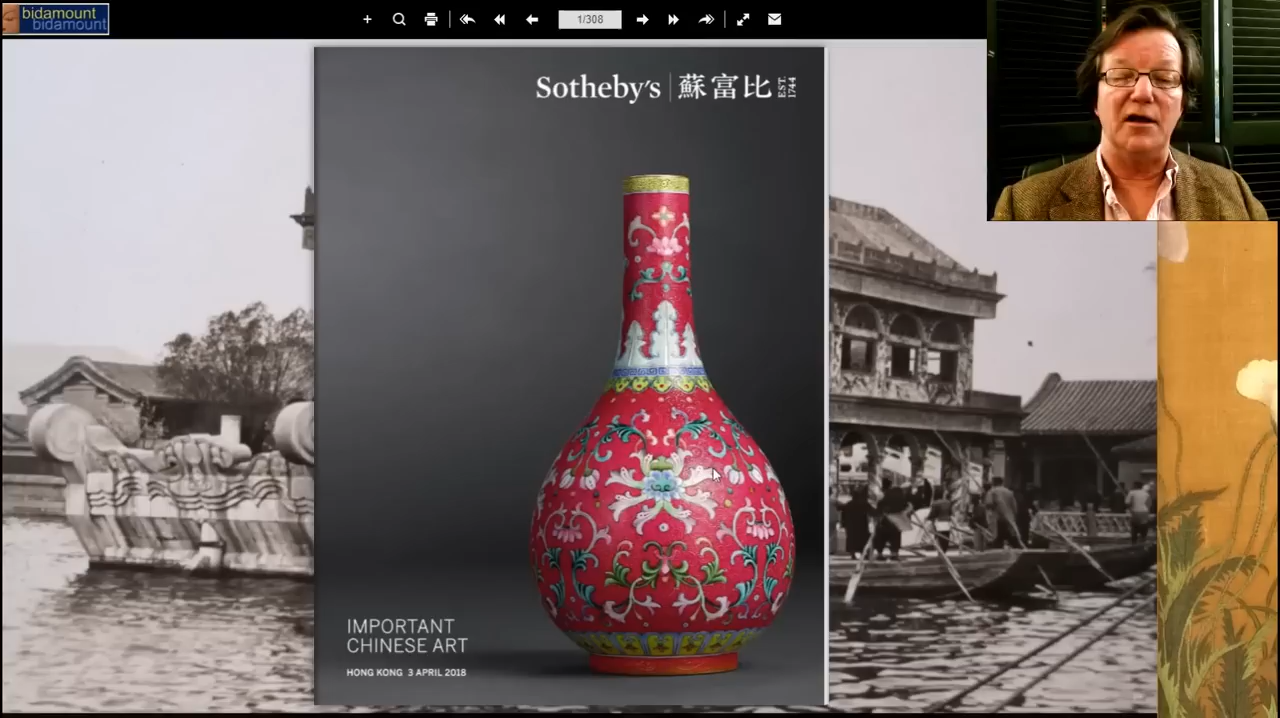 bidamount
bidamount
1/308
Sotheby's | 蘇富比 EST. 1744
IMPORTANT
CHINESE ART
HONG KONG 3 APRIL 2018